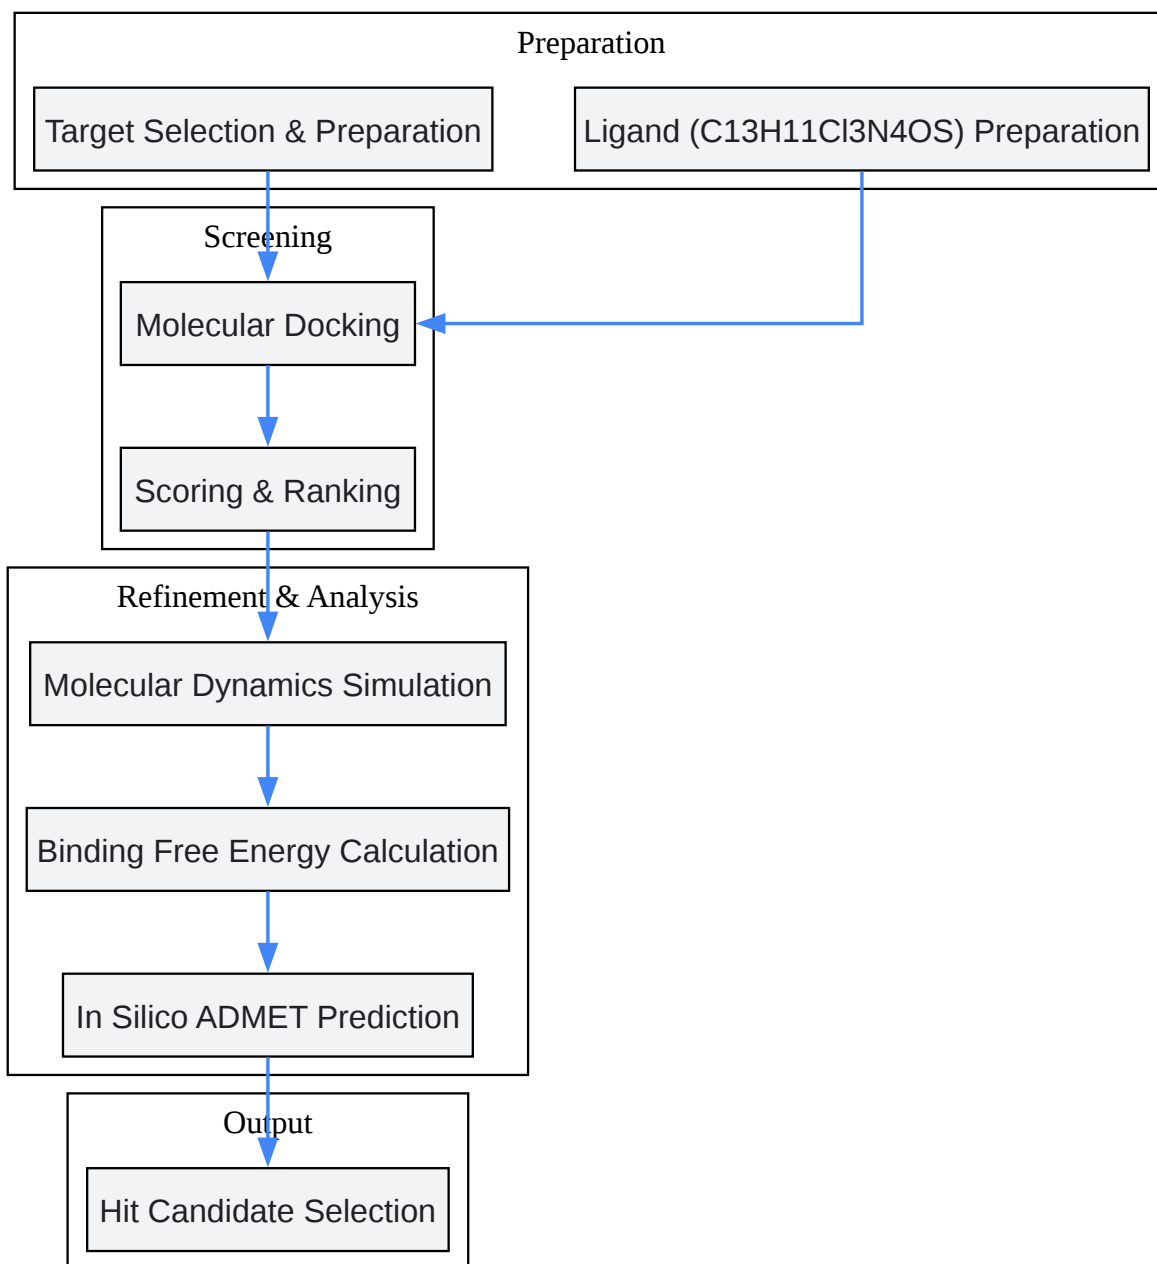 Preparation
Target Selection & Preparation
Ligand (C13H11Cl3N4OS) Preparation
Screening
Molecular Docking
Scoring & Ranking
Refinement & Analysis
Molecular Dynamics Simulation
Binding Free Energy Calculation
In Silico ADMET Prediction
Output
Hit Candidate Selection